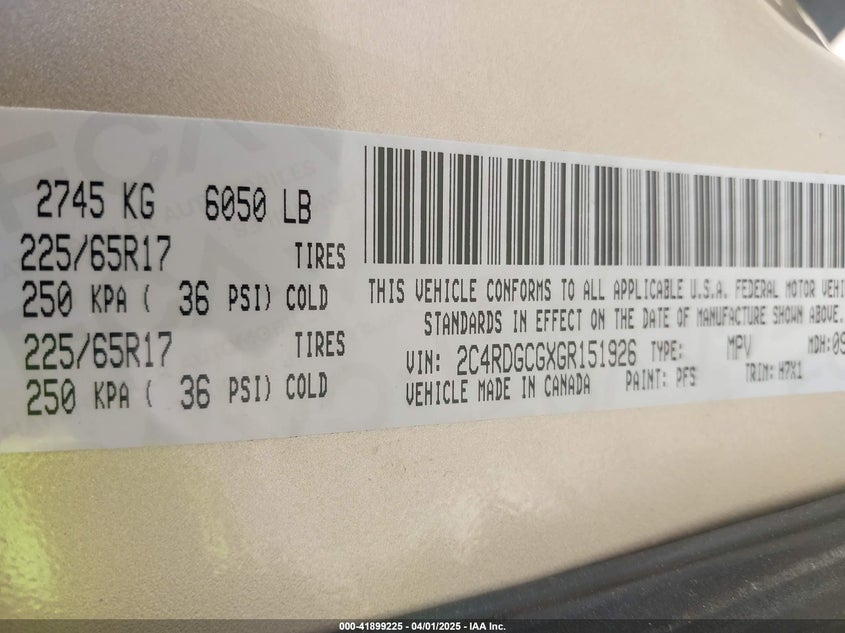 2745 KG 6050 LB
225/65R17 TIRES
250 KPA ( 36 PSI) COLD
225/65R17 TIRES
250 KPA ( 36 PSI) COLD
THIS VEHICLE CONFORMS TO ALL APPLICABLE U.S.A. FEDERAL MOTOR VEHI
STANDARDS IN EFFECT ON THE DATE OF MANUFACTURE SHOWN ABOVE.
VIN: 2C4RDGCGXGR151926 TYPE: MPV MDH:09
VEHICLE MADE IN CANADA PAINT: PFS TRIM: H7X1
000-41899225 - 04/01/2025 - IAA Inc.